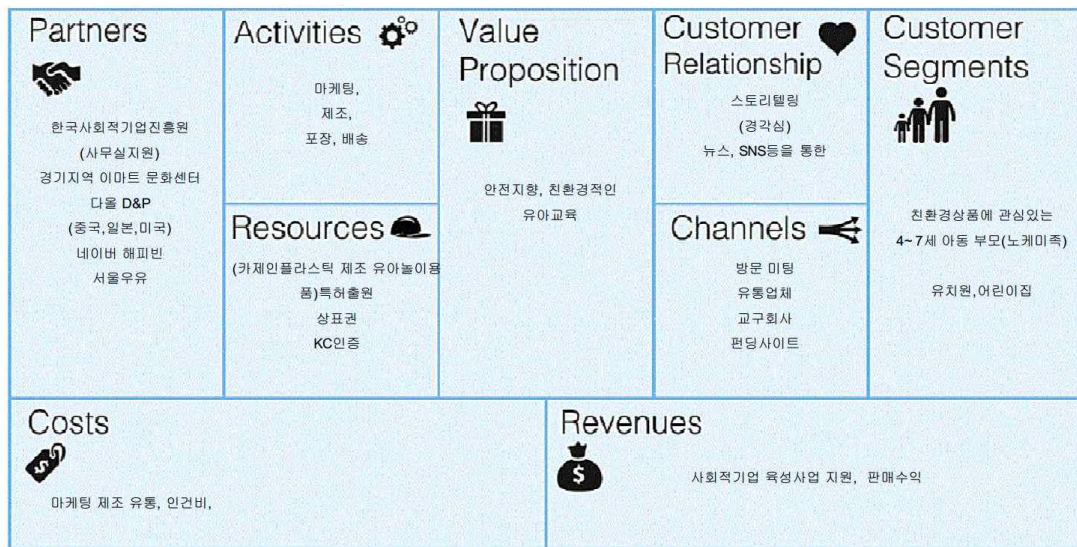 Partners
한국사회적기업진흥원
(사무실지원)
경기지역 이마트 문화센터
다올 D&P
(중국,일본,미국)
네이버 해피빈
서울우유
Activities
마케팅,
제조,
포장, 배송
Resources
(카제인플라스틱 제조 유아놀이용
품)특허출원
상표권
KC인증
Value
Proposition
안전지향, 친환경적인
유아교육
Customer
Relationship
스토리텔링
(경각심)
뉴스, SNS등을 통한
Channels
방문 미팅
유통업체
교구회사
펀딩사이트
Customer
Segments
친환경상품에 관심있는
4~7세 아동 부모(노케미족)
유치원,어린이집
Costs
마케팅 제조 유통, 인건비,
Revenues
$
사회적기업 육성사업 지원, 판매수익